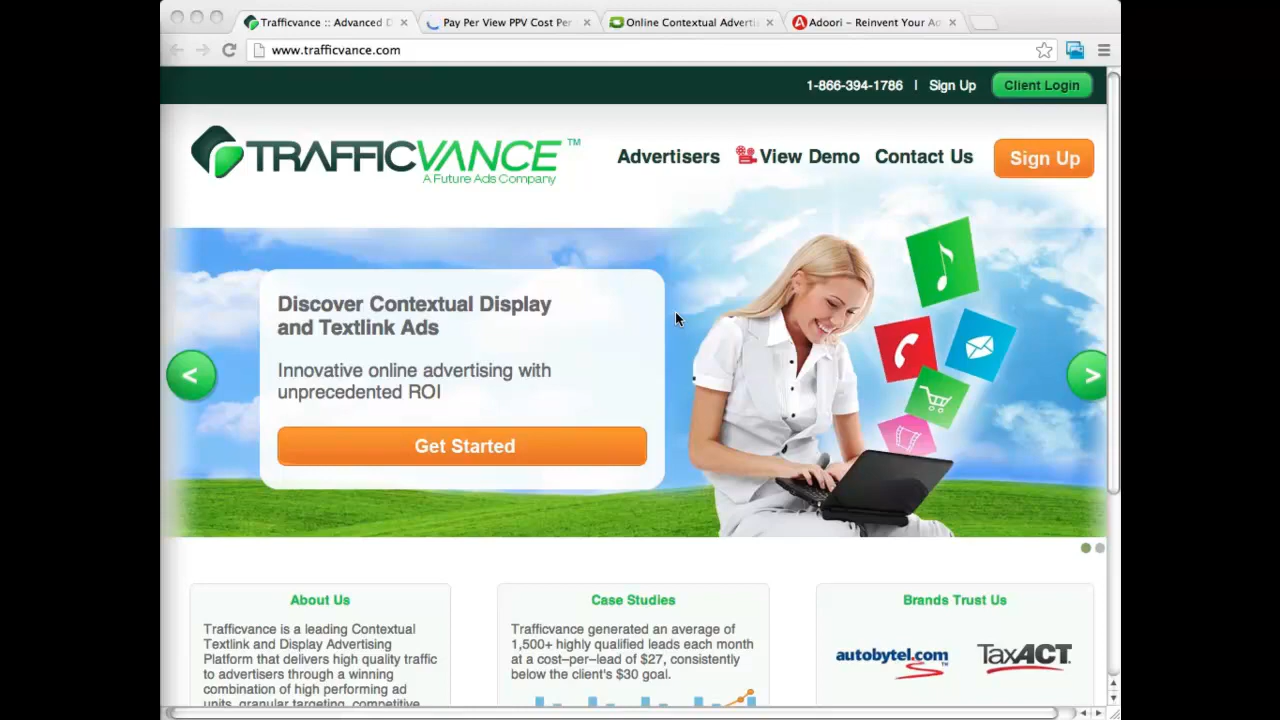 Trafficvance :: Advanced D
Pay Per View PPV Cost Per
Online Contextual Adverti
Adoori – Reinvent Your Ad
www.trafficvance.com
1-866-394-1786 | Sign Up Client Login
TRAFFICVANCE™
A Future Ads Company
Advertisers View Demo Contact Us Sign Up
Discover Contextual Display
and Textlink Ads
Innovative online advertising with
unprecedented ROI
Get Started
< >
About Us
Trafficvance is a leading Contextual
Textlink and Display Advertising
Platform that delivers high quality traffic
to advertisers through a winning
combination of high performing ad
units, granular targeting, competitive
Case Studies
Trafficvance generated an average of
1,500+ highly qualified leads each month
at a cost–per–lead of $27, consistently
below the client's $30 goal.
Brands Trust Us
autobytel.com
TaxACT.